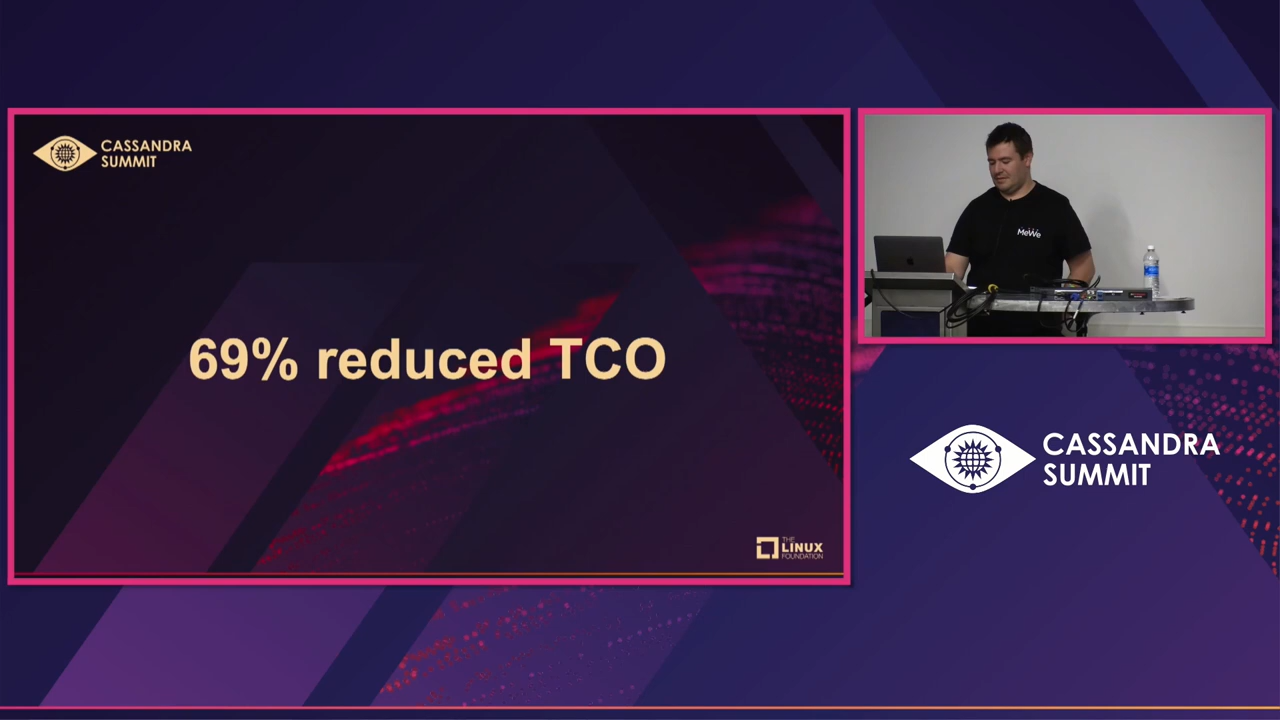 CASSANDRA
SUMMIT
69% reduced TCO
THE
LINUX
FOUNDATION
MeWe
CASSANDRA
SUMMIT